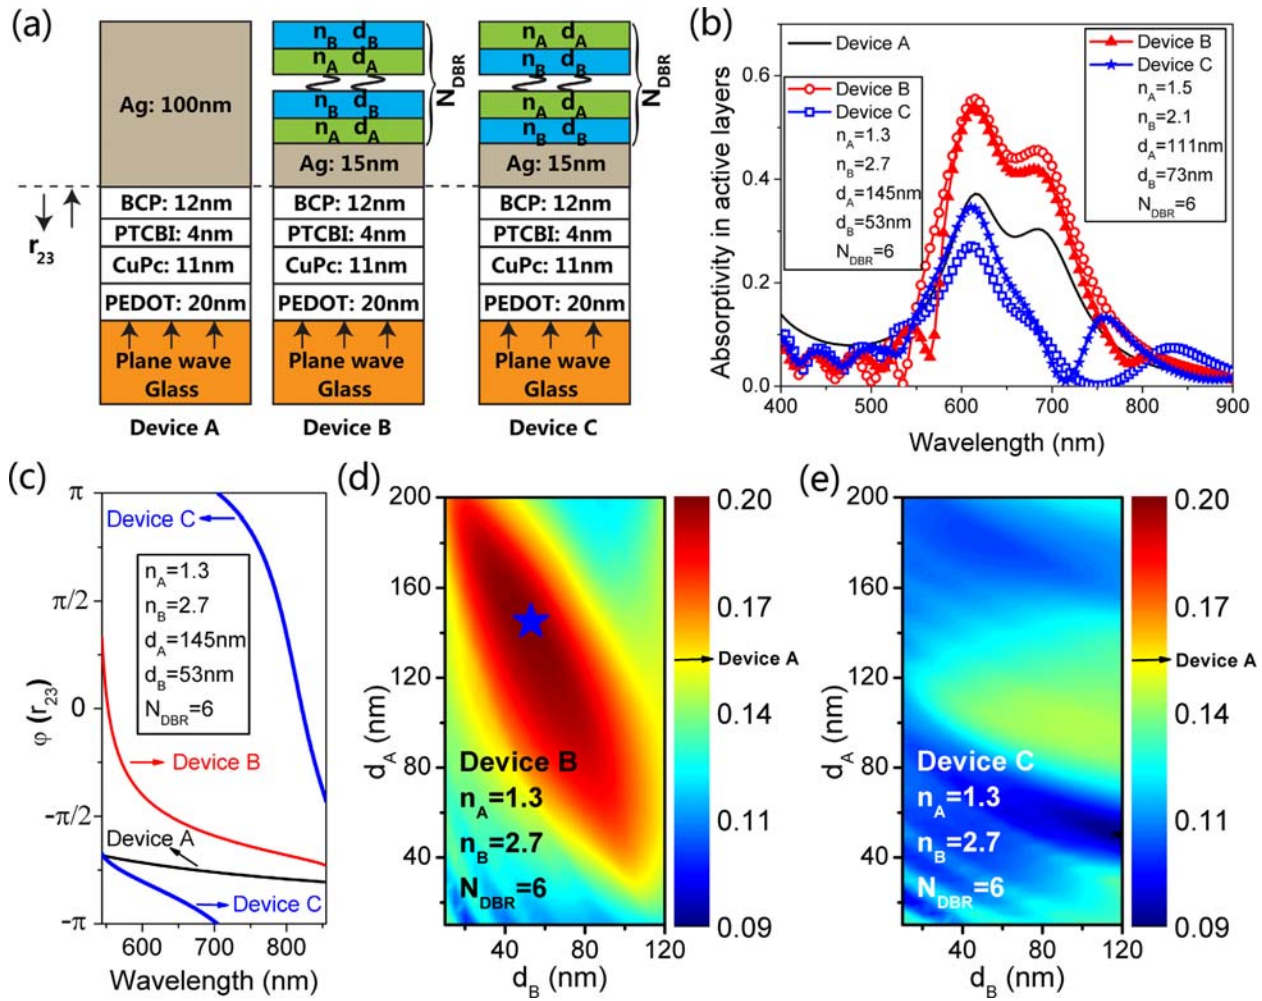 (a)
Ag: 100nm
BCP: 12nm
PTCBI: 4nm
CuPc: 11nm
PEDOT: 20nm
Plane wave
Glass
Device A
n_B d_B
n_A d_A
n_B d_B
n_A d_A
N_DBR
Ag: 15nm
BCP: 12nm
PTCBI: 4nm
CuPc: 11nm
PEDOT: 20nm
Plane wave
Glass
Device B
n_A d_A
n_B d_B
n_A d_A
n_B d_B
N_DBR
Ag: 15nm
BCP: 12nm
PTCBI: 4nm
CuPc: 11nm
PEDOT: 20nm
Plane wave
Glass
Device C
r_23
(b)
Absorptivity in active layers
0.6
0.4
0.2
0.0
400 500 600 700 800 900
Wavelength (nm)
Device A
Device B
Device C
n_A=1.3
n_B=2.7
d_A=145nm
d_B=53nm
N_DBR=6
Device B
Device C
n_A=1.5
n_B=2.1
d_A=111nm
d_B=73nm
N_DBR=6
(c)
φ (r_23)
π
π/2
0
-π/2
-π
600 700 800
Wavelength (nm)
Device C
n_A=1.3
n_B=2.7
d_A=145nm
d_B=53nm
N_DBR=6
Device B
Device A
Device C
(d)
d_A (nm)
200
160
120
80
40
40 80 120
d_B (nm)
Device B
n_A=1.3
n_B=2.7
N_DBR=6
0.20
0.17
Device A
0.14
0.11
0.09
(e)
d_A (nm)
200
160
120
80
40
40 80 120
d_B (nm)
Device C
n_A=1.3
n_B=2.7
N_DBR=6
0.20
0.17
Device A
0.14
0.11
0.09